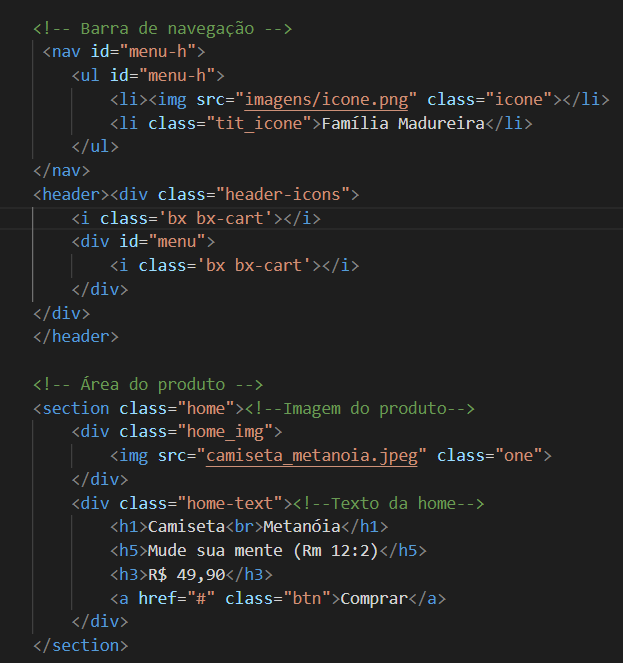 <!-- Barra de navegação -->
<nav id="menu-h">
<ul id="menu-h">
<li><img src="imagens/icone.png" class="icone"></li>
<li class="tit_icone">Família Madureira</li>
</ul>
</nav>
<header><div class="header-icons">
<i class='bx bx-cart'></i>
<div id="menu">
<i class='bx bx-cart'></i>
</div>
</div>
</header>
<!-- Área do produto -->
<section class="home"><!--Imagem do produto-->
<div class="home_img">
<img src="camiseta_metanoia.jpeg" class="one">
</div>
<div class="home-text"><!--Texto da home-->
<h1>Camiseta<br>Metanóia</h1>
<h5>Mude sua mente (Rm 12:2)</h5>
<h3>R$ 49,90</h3>
<a href="#" class="btn">Comprar</a>
</div>
</section>